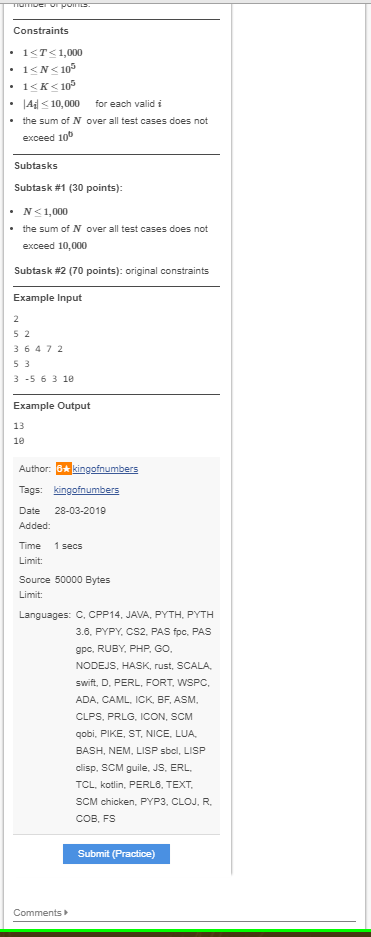 number of points.
Constraints
1 ≤ T ≤ 1,000
1 ≤ N ≤ 10^5
1 ≤ K ≤ 10^5
|A_i| ≤ 10,000 for each valid i
the sum of N over all test cases does not
exceed 10^6
Subtasks
Subtask #1 (30 points):
N ≤ 1,000
the sum of N over all test cases does not
exceed 10,000
Subtask #2 (70 points): original constraints
Example Input
2
5 2
3 6 4 7 2
5 3
3 -5 6 3 10
Example Output
13
10
Author: 6★ kingofnumbers
Tags: kingofnumbers
Date 28-03-2019
Added:
Time 1 secs
Limit:
Source 50000 Bytes
Limit:
Languages: C, CPP14, JAVA, PYTH, PYTH
3.6, PYPY, CS2, PAS fpc, PAS
gpc, RUBY, PHP, GO,
NODEJS, HASK, rust, SCALA,
swift, D, PERL, FORT, WSPC,
ADA, CAML, ICK, BF, ASM,
CLPS, PRLG, ICON, SCM
qobi, PIKE, ST, NICE, LUA,
BASH, NEM, LISP sbcl, LISP
clisp, SCM guile, JS, ERL,
TCL, kotlin, PERL6, TEXT,
SCM chicken, PYP3, CLOJ, R,
COB, FS
Submit (Practice)
Comments